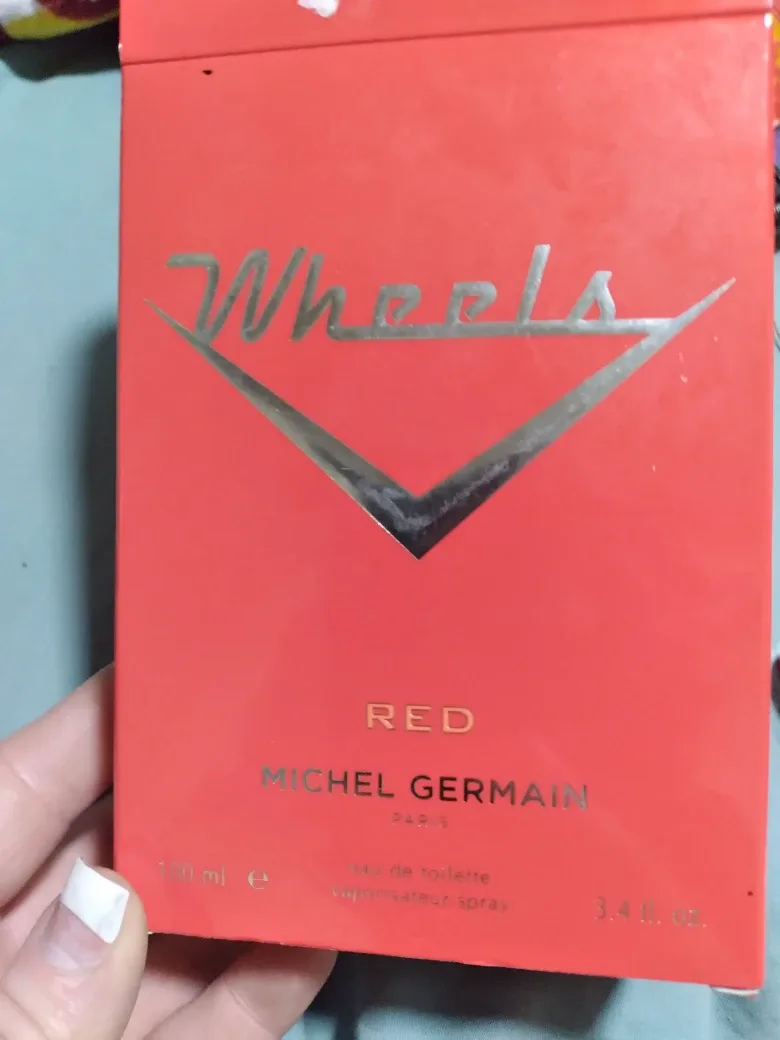 Wheels
RED
MICHEL GERMAIN
PARIS
100 ml e
eau de toilette
vaporisateur spray
3.4 fl. oz.